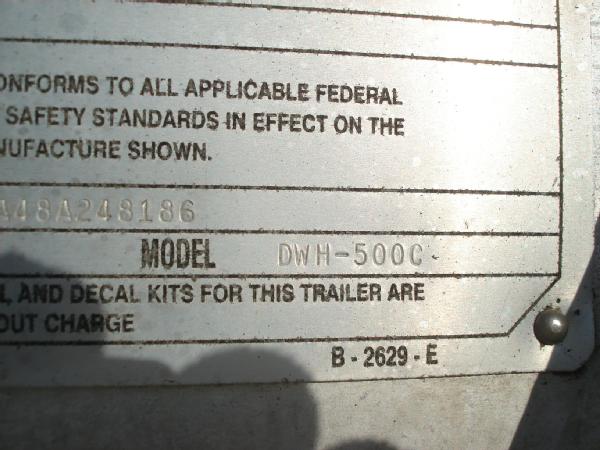 ONFORMS TO ALL APPLICABLE FEDERAL
SAFETY STANDARDS IN EFFECT ON THE
NUFACTURE SHOWN.
A48A248186
MODEL DWH-500C
L AND DECAL KITS FOR THIS TRAILER ARE
OUT CHARGE
B - 2629 - E